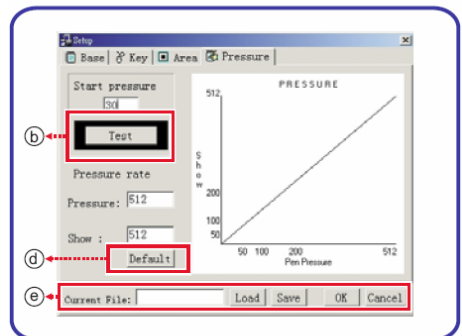 Setup
Base Key Area Pressure
Start pressure
30
Test
Pressure rate
Pressure: 512
Show : 512
Default
PRESSURE
512
Show
200
100
50
50 100 200 512
Pen Pressure
Current File: Load Save OK Cancel
b
d
e